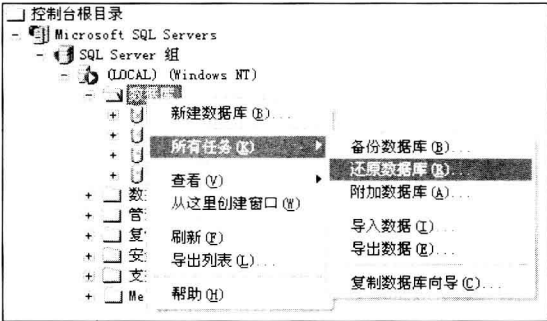 控制台根目录
Microsoft SQL Servers
SQL Server 组
(LOCAL) (Windows NT)
数据库
新建数据库(B)...
所有任务(K)
查看(V)
从这里创建窗口(W)
刷新(F)
导出列表(L)...
帮助(H)
备份数据库(B)...
还原数据库(R)...
附加数据库(A)...
导入数据(I)...
导出数据(E)...
复制数据库向导(C)...
数
管
复
安
支
Me